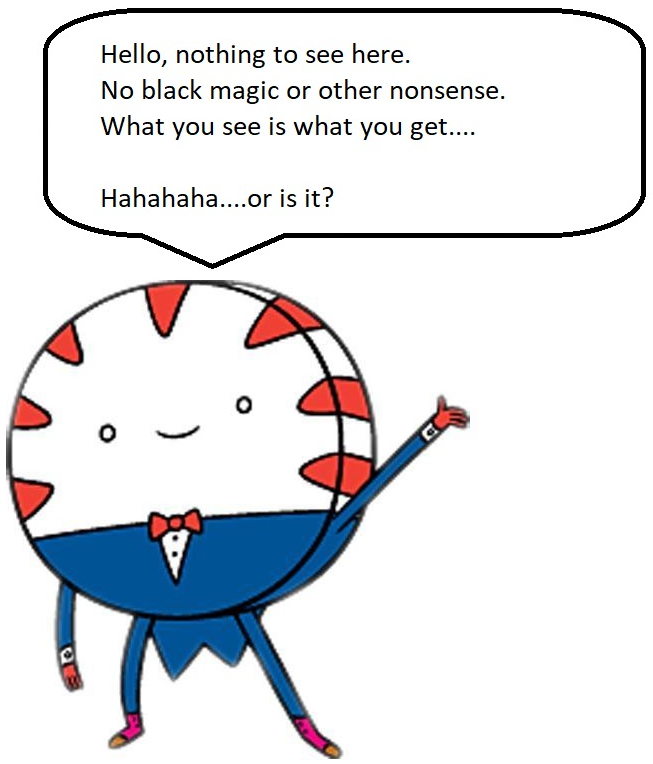 Hello, nothing to see here.
No black magic or other nonsense.
What you see is what you get....
Hahahaha....or is it?